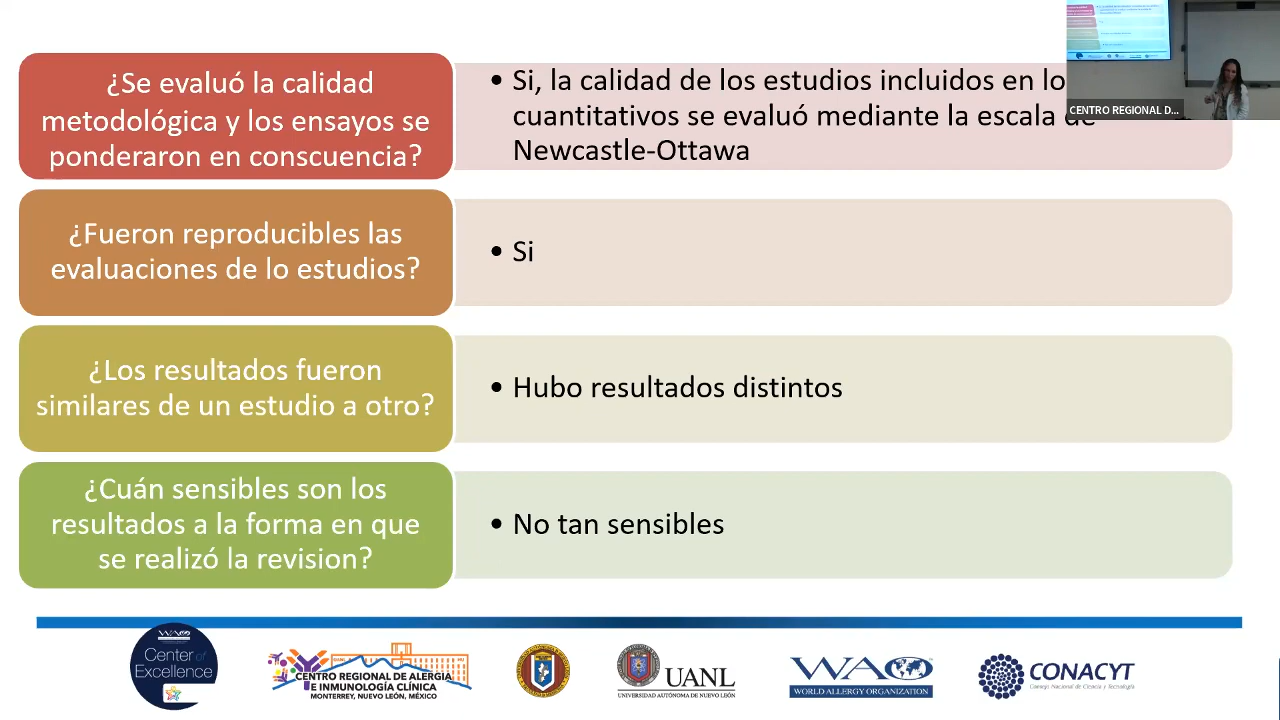 ¿Se evaluó la calidad
metodológica y los ensayos se
ponderaron en conscuencia?
• Si, la calidad de los estudios incluidos en lo
cuantitativos se evaluó mediante la escala de
Newcastle-Ottawa
CENTRO REGIONAL D...
¿Fueron reproducibles las
evaluaciones de lo estudios?
• Si
¿Los resultados fueron
similares de un estudio a otro?
• Hubo resultados distintos
¿Cuán sensibles son los
resultados a la forma en que
se realizó la revision?
• No tan sensibles
WAO
Center of
Excellence
CENTRO REGIONAL DE ALERGIA
E INMUNOLOGÍA CLÍNICA
MONTERREY, NUEVO LEÓN, MÉXICO
UANL
UNIVERSIDAD AUTÓNOMA DE NUEVO LEÓN
WAO
WORLD ALLERGY ORGANIZATION
CONACYT
Consejo Nacional de Ciencia y Tecnología